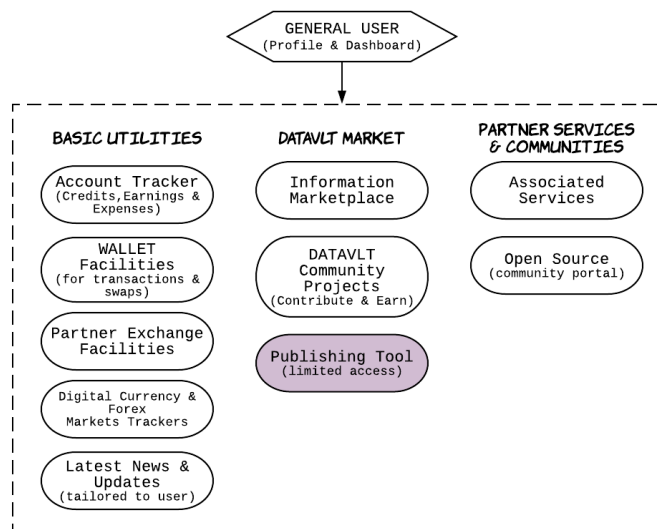 GENERAL USER
(Profile & Dashboard)
BASIC UTILITIES
Account Tracker
(Credits,Earnings &
Expenses)
WALLET
Facilities
(for transactions &
swaps)
Partner Exchange
Facilities
Digital Currency &
Forex
Markets Trackers
Latest News &
Updates
(tailored to user)
DATAVLT MARKET
Information
Marketplace
DATAVLT
Community
Projects
(Contribute & Earn)
Publishing Tool
(limited access)
PARTNER SERVICES
& COMMUNITIES
Associated
Services
Open Source
(community portal)